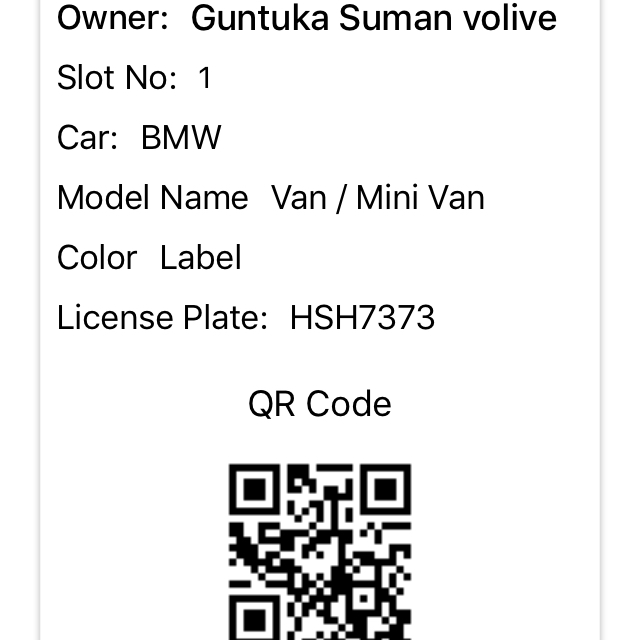 Owner: Guntuka Suman volive
Slot No: 1
Car: BMW
Model Name Van / Mini Van
Color Label
License Plate: HSH7373
QR Code